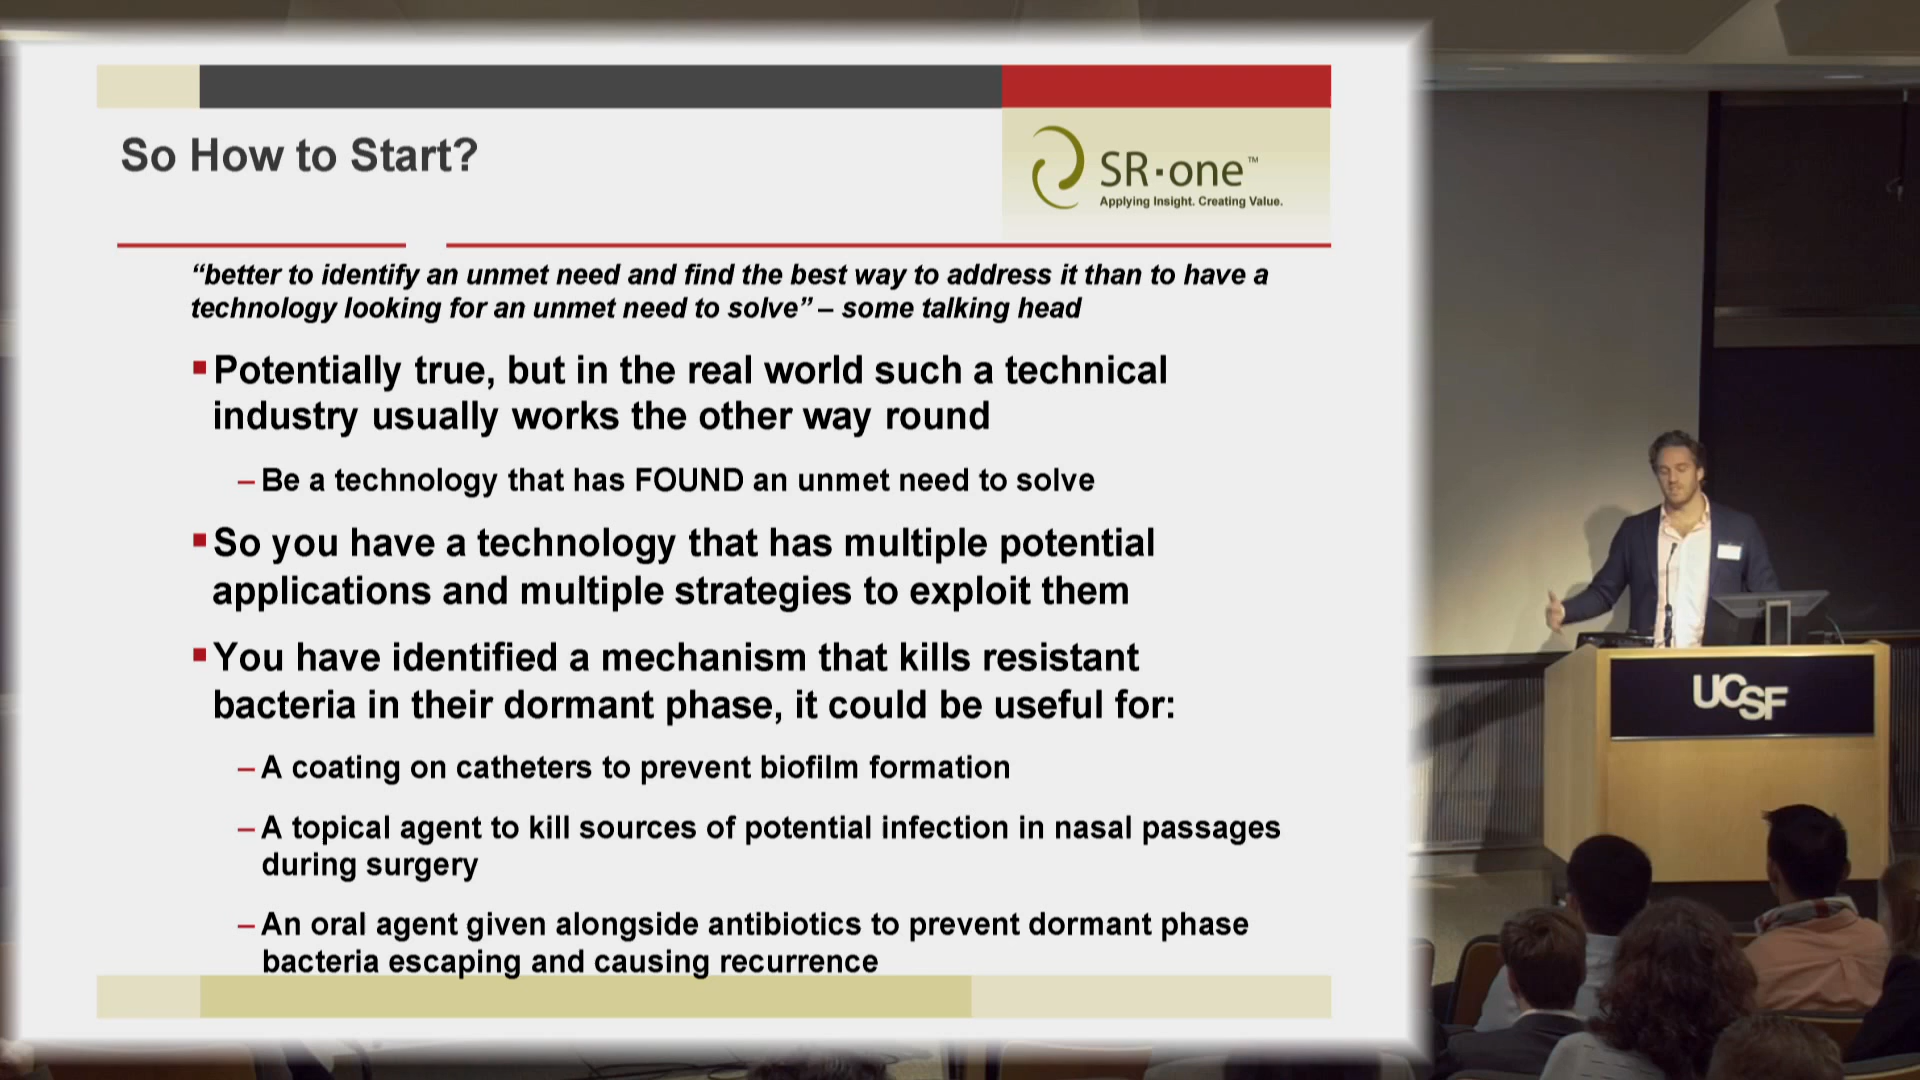 So How to Start?
SR·one™
Applying Insight. Creating Value.
“better to identify an unmet need and find the best way to address it than to have a
technology looking for an unmet need to solve” – some talking head
▪Potentially true, but in the real world such a technical
industry usually works the other way round
–Be a technology that has FOUND an unmet need to solve
▪So you have a technology that has multiple potential
applications and multiple strategies to exploit them
▪You have identified a mechanism that kills resistant
bacteria in their dormant phase, it could be useful for:
–A coating on catheters to prevent biofilm formation
–A topical agent to kill sources of potential infection in nasal passages
during surgery
–An oral agent given alongside antibiotics to prevent dormant phase
bacteria escaping and causing recurrence
UCSF